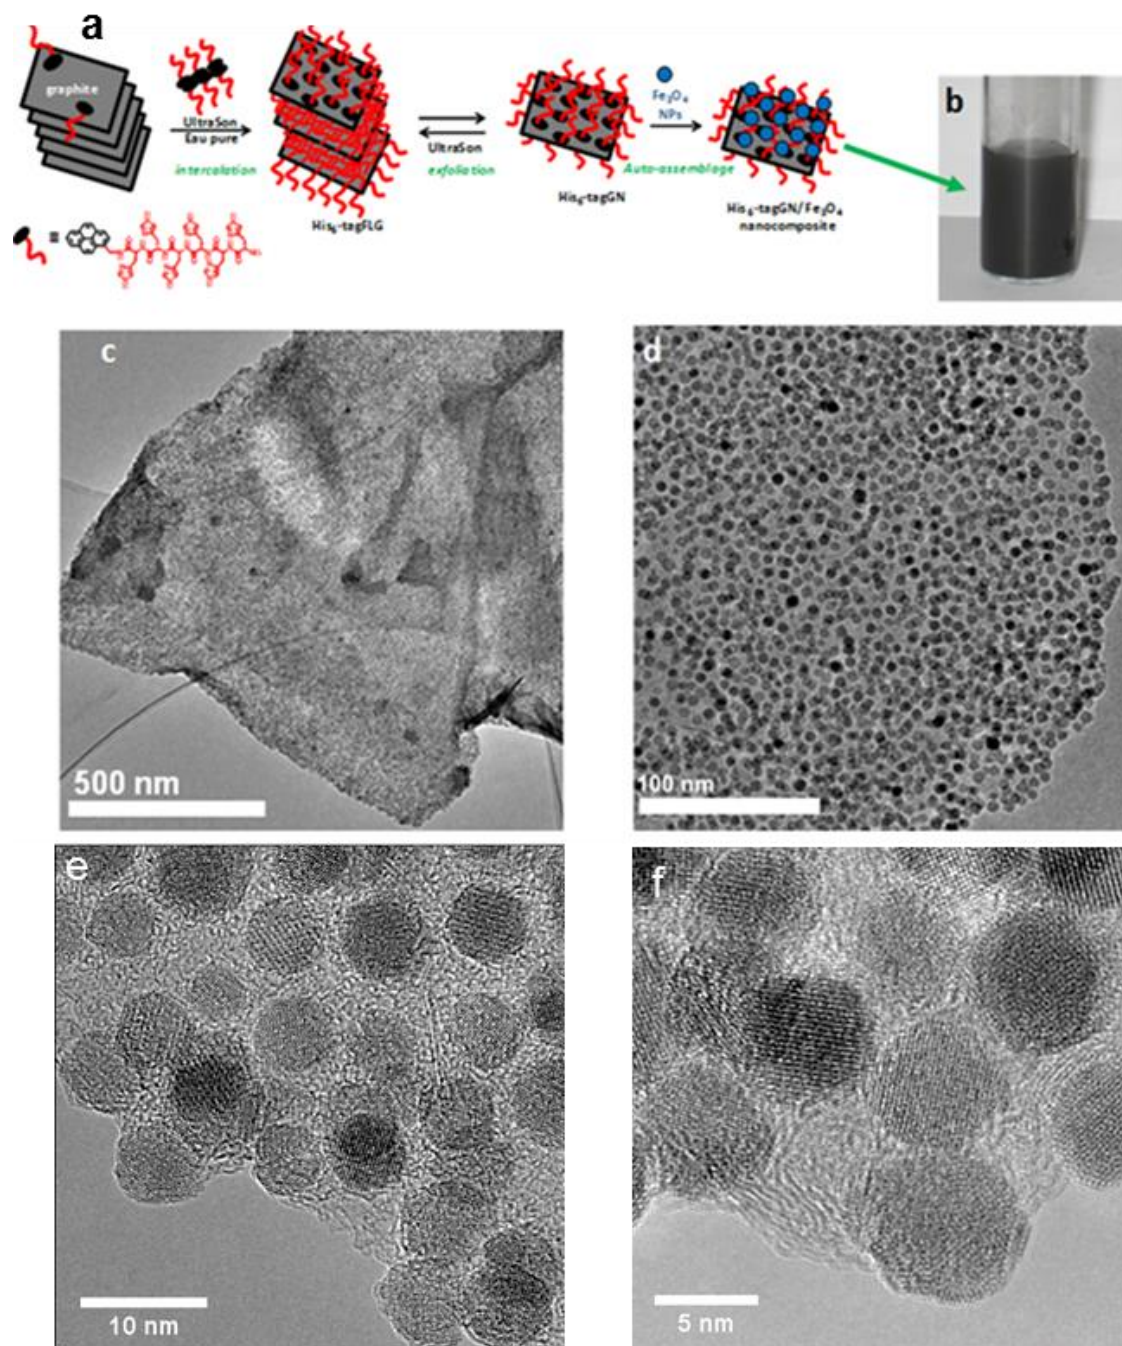 a
graphite
UltraSon
Eau pure
intercalation
His₆-tagFLG
UltraSon
exfoliation
His₆-tagGN
Fe₃O₄
NPs
Auto-assemblage
His₆-tagGN/Fe₃O₄
nanocomposite
b
≡
c
500 nm
d
100 nm
e
10 nm
f
5 nm